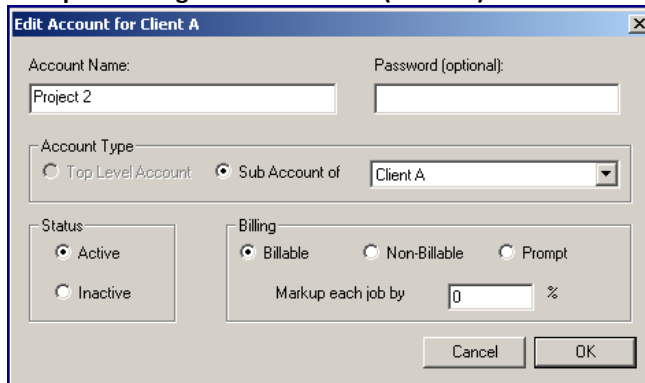 Edit Account for Client A
Account Name:
Password (optional):
Project 2
Account Type
Top Level Account
Sub Account of
Client A
Status
Active
Inactive
Billing
Billable
Non-Billable
Prompt
Markup each job by
0
%
Cancel
OK